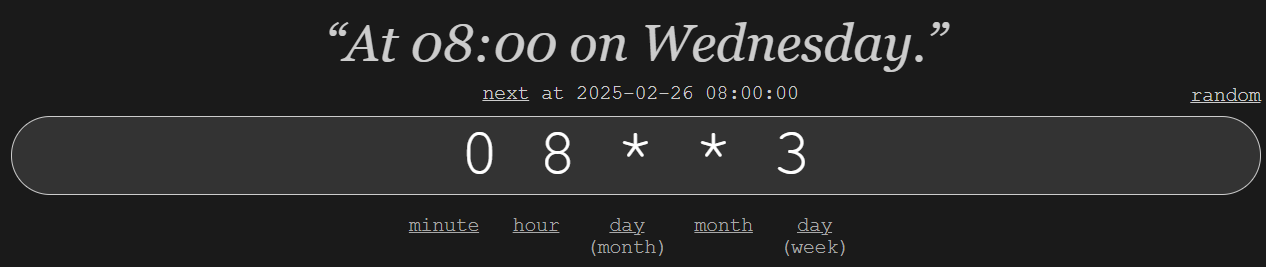 “At 08:00 on Wednesday.”
next at 2025-02-26 08:00:00
random
0 8 * * 3
minute hour day month day
(month) (week)